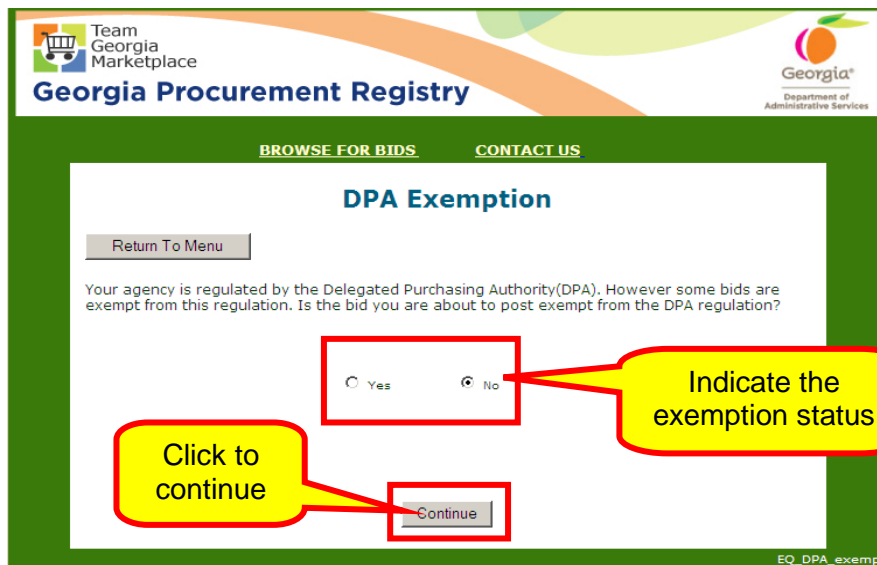 Team
Georgia
Marketplace
Georgia Procurement Registry
Georgia®
Department of
Administrative Services
BROWSE FOR BIDS CONTACT US
DPA Exemption
Return To Menu
Your agency is regulated by the Delegated Purchasing Authority(DPA). However some bids are
exempt from this regulation. Is the bid you are about to post exempt from the DPA regulation?
Yes No
Indicate the
exemption status
Click to
continue
Continue
EQ_DPA_exemp